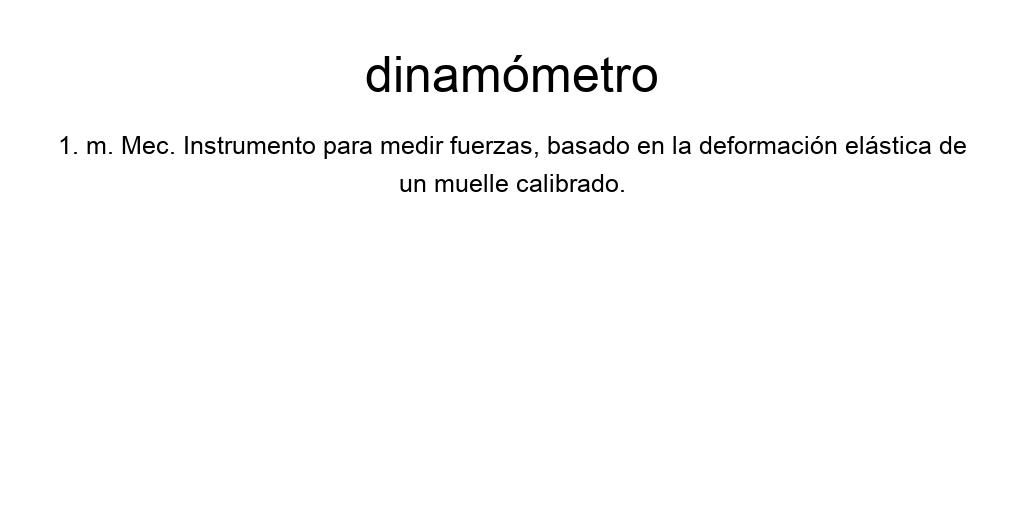 dinamómetro
1. m. Mec. Instrumento para medir fuerzas, basado en la deformación elástica de
un muelle calibrado.